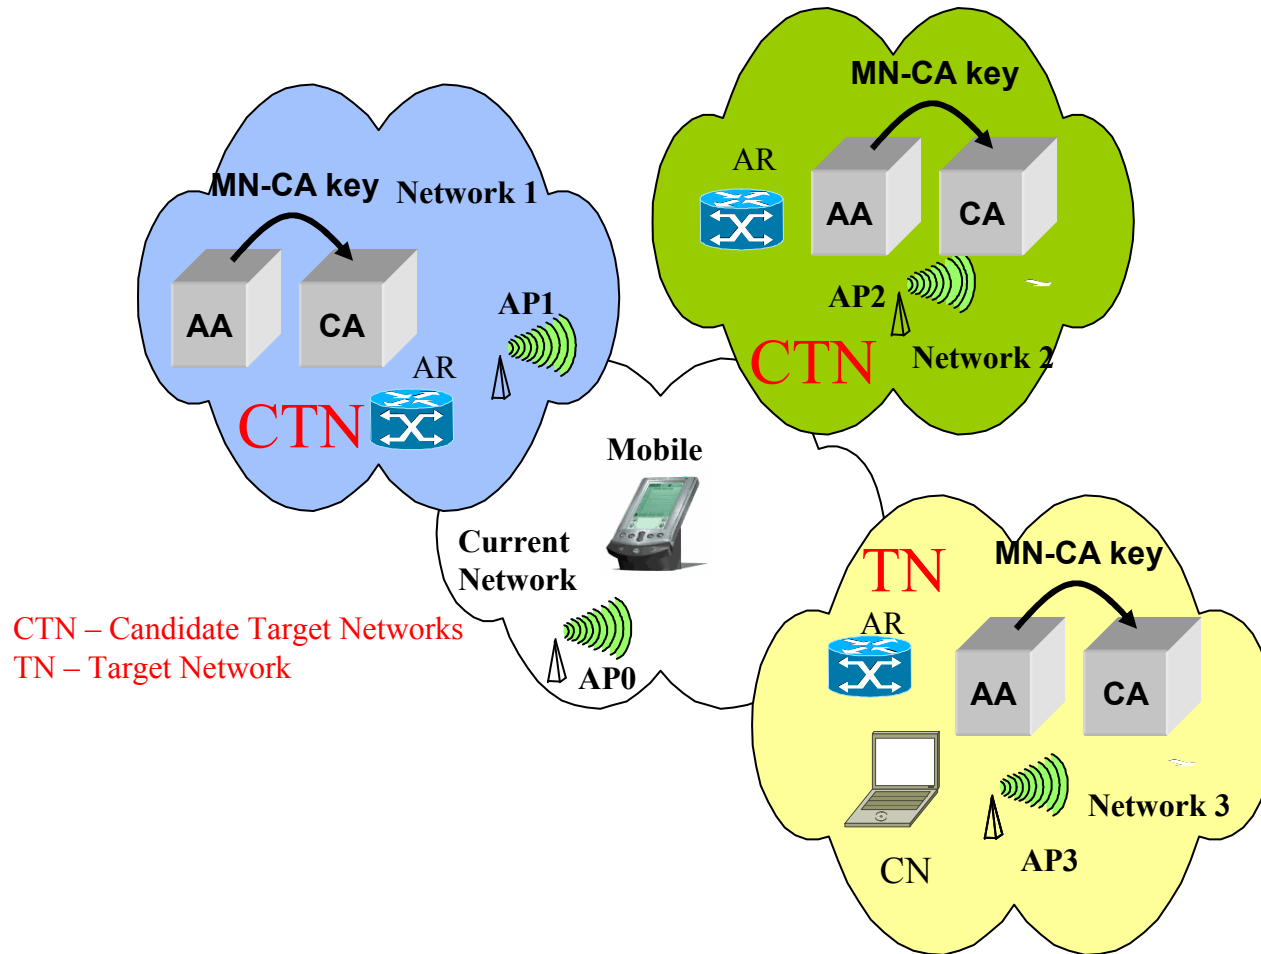 MN-CA key
Network 1
AA
CA
AP1
AR
CTN
MN-CA key
AR
AA
CA
AP2
CTN
Network 2
Mobile
Current
Network
AP0
CTN – Candidate Target Networks
TN – Target Network
TN
MN-CA key
AR
AA
CA
CN
AP3
Network 3